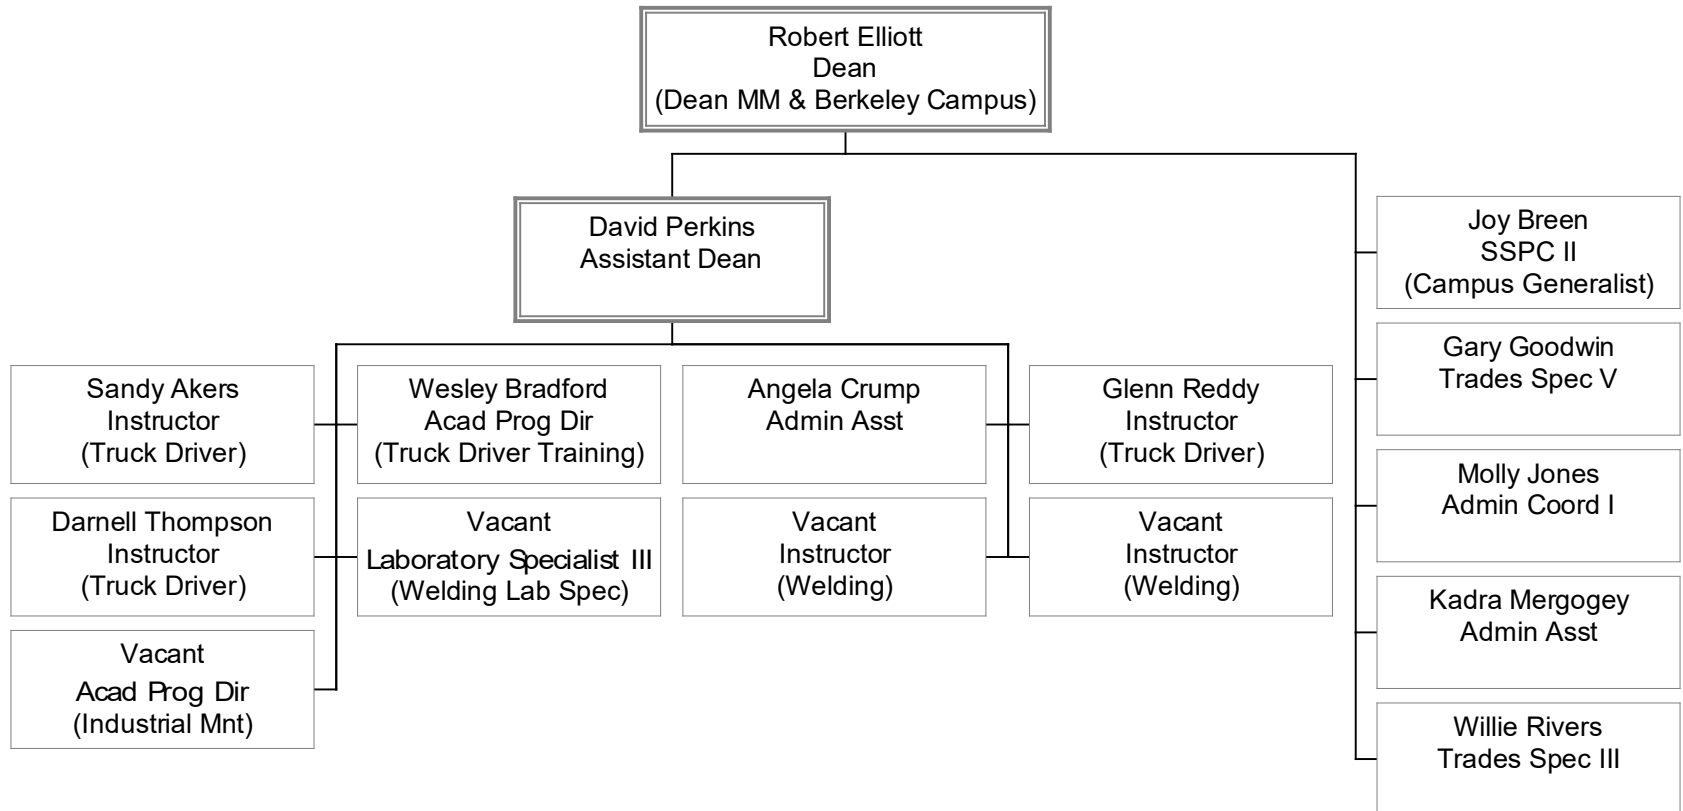 Robert Elliott
Dean
(Dean MM & Berkeley Campus)
David Perkins
Assistant Dean
Joy Breen
SSPC II
(Campus Generalist)
Gary Goodwin
Trades Spec V
Molly Jones
Admin Coord I
Kadra Mergogey
Admin Asst
Willie Rivers
Trades Spec III
Sandy Akers
Instructor
(Truck Driver)
Wesley Bradford
Acad Prog Dir
(Truck Driver Training)
Angela Crump
Admin Asst
Glenn Reddy
Instructor
(Truck Driver)
Darnell Thompson
Instructor
(Truck Driver)
Vacant
Laboratory Specialist III
(Welding Lab Spec)
Vacant
Instructor
(Welding)
Vacant
Instructor
(Welding)
Vacant
Acad Prog Dir
(Industrial Mnt)